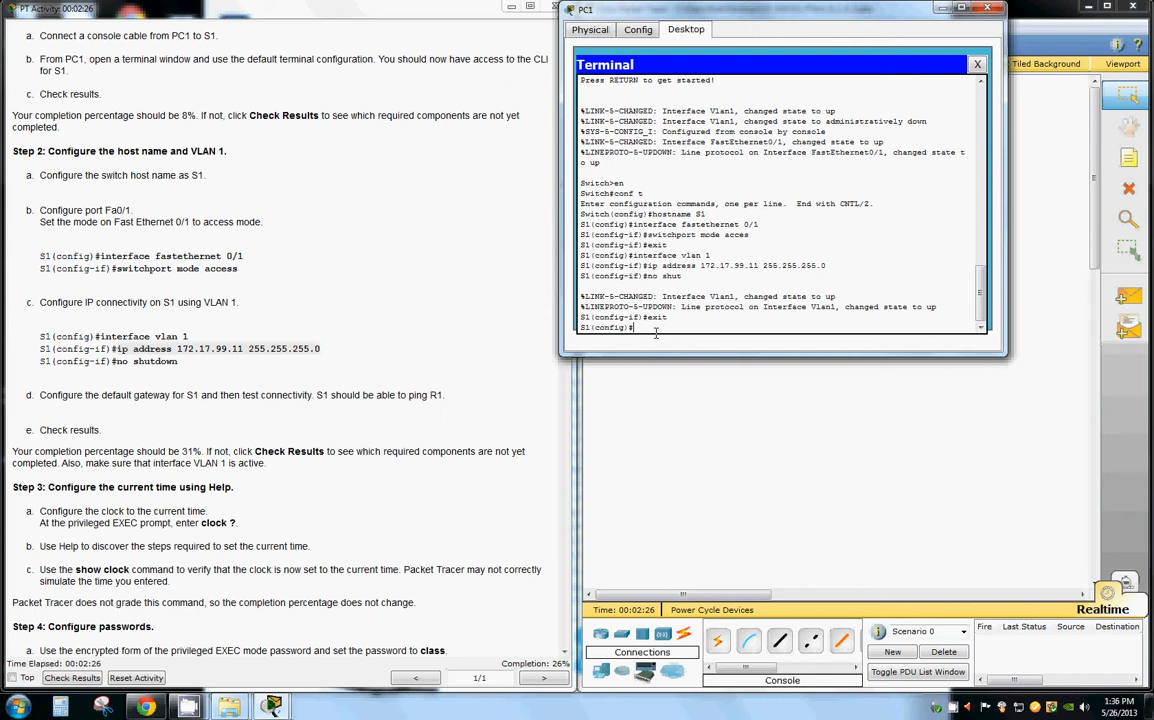 PT Activity: 00:02:26
a. Connect a console cable from PC1 to S1.
b. From PC1, open a terminal window and use the default terminal configuration. You should now have access to the CLI
for S1.
c. Check results.
Your completion percentage should be 8%. If not, click Check Results to see which required components are not yet
completed.
Step 2: Configure the host name and VLAN 1.
a. Configure the switch host name as S1.
b. Configure port Fa0/1.
Set the mode on Fast Ethernet 0/1 to access mode.
S1(config)#interface fastethernet 0/1
S1(config-if)#switchport mode access
c. Configure IP connectivity on S1 using VLAN 1.
S1(config)#interface vlan 1
S1(config-if)#ip address 172.17.99.11 255.255.255.0
S1(config-if)#no shutdown
d. Configure the default gateway for S1 and then test connectivity. S1 should be able to ping R1.
e. Check results.
Your completion percentage should be 31%. If not, click Check Results to see which required components are not yet
completed. Also, make sure that interface VLAN 1 is active.
Step 3: Configure the current time using Help.
a. Configure the clock to the current time.
At the privileged EXEC prompt, enter clock ?.
b. Use Help to discover the steps required to set the current time.
c. Use the show clock command to verify that the clock is now set to the current time. Packet Tracer may not correctly
simulate the time you entered.
Packet Tracer does not grade this command, so the completion percentage does not change.
Step 4: Configure passwords.
a. Use the encrypted form of the privileged EXEC mode password and set the password to class.
Time Elapsed: 00:02:26
Completion: 26%
Top
Check Results
Reset Activity
<
1/1
>
PC1
Physical
Config
Desktop
Terminal
X
Press RETURN to get started!
%LINK-5-CHANGED: Interface Vlan1, changed state to up
%LINK-5-CHANGED: Interface Vlan1, changed state to administratively down
%SYS-5-CONFIG_I: Configured from console by console
%LINK-5-CHANGED: Interface FastEthernet0/1, changed state to up
%LINEPROTO-5-UPDOWN: Line protocol on Interface FastEthernet0/1, changed state t
o up
Switch>en
Switch#conf t
Enter configuration commands, one per line.  End with CNTL/Z.
Switch(config)#hostname S1
S1(config)#interface fastethernet 0/1
S1(config-if)#switchport mode acces
S1(config-if)#exit
S1(config)#interface vlan 1
S1(config-if)#ip address 172.17.99.11 255.255.255.0
S1(config-if)#no shut
%LINK-5-CHANGED: Interface Vlan1, changed state to up
%LINEPROTO-5-UPDOWN: Line protocol on Interface Vlan1, changed state to up
S1(config-if)#exit
S1(config)#
Tiled Background
Viewport
Time: 00:02:26
Power Cycle Devices
Realtime
Connections
Console
Scenario 0
New
Delete
Toggle PDU List Window
Fire
Last Status
Source
Destination
1:36 PM
5/26/2013